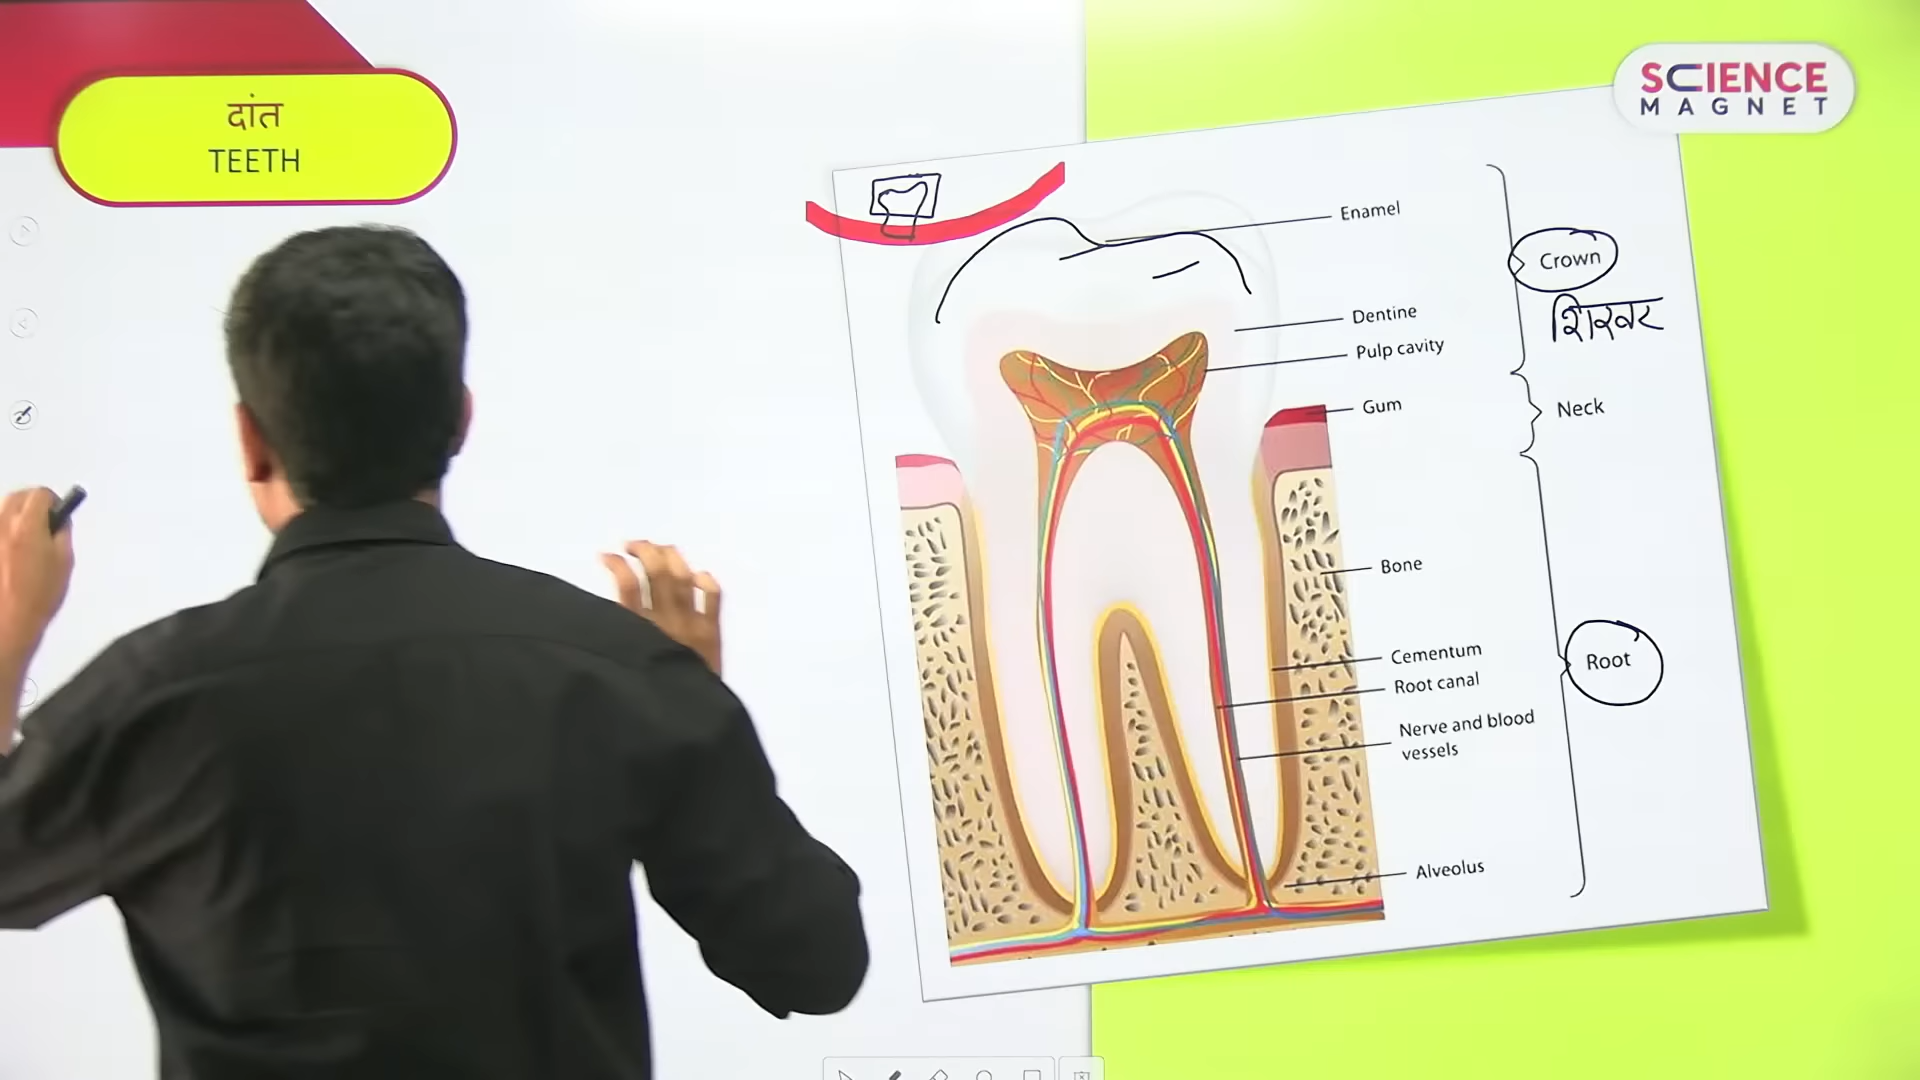 दांत
TEETH
SCIENCE
MAGNET
Enamel
Crown
शिखर
Dentine
Pulp cavity
Gum
Neck
Bone
Cementum
Root
Root canal
Nerve and blood
vessels
Alveolus